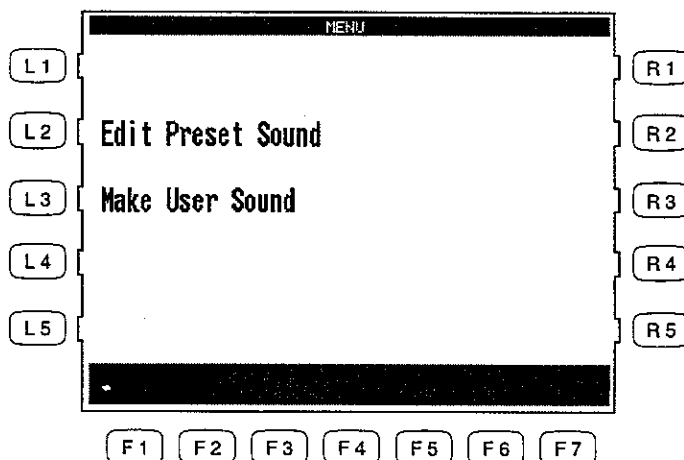 MENU
L1 R1
L2 Edit Preset Sound R2
L3 Make User Sound R3
L4 R4
L5 R5
F1 F2 F3 F4 F5 F6 F7